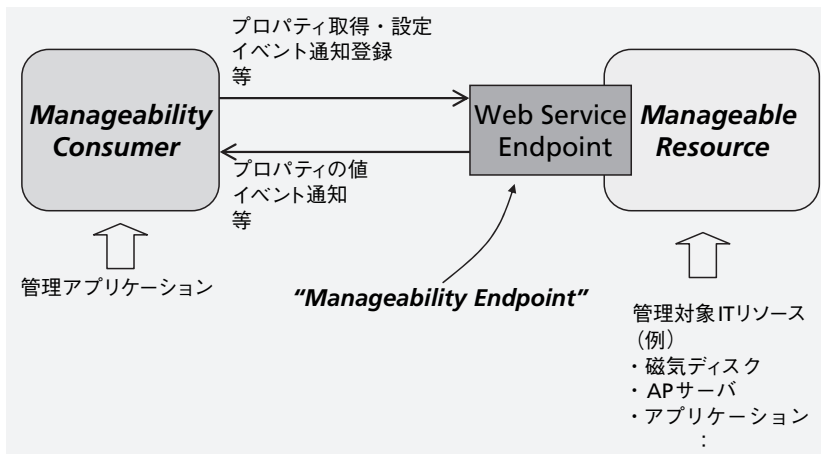 プロパティ取得・設定
イベント通知登録
等
Manageability
Consumer
Web Service
Endpoint
Manageable
Resource
プロパティの値
イベント通知
等
管理アプリケーション
“Manageability Endpoint”
管理対象ITリソース
（例）
・磁気ディスク
・APサーバ
・アプリケーション
：